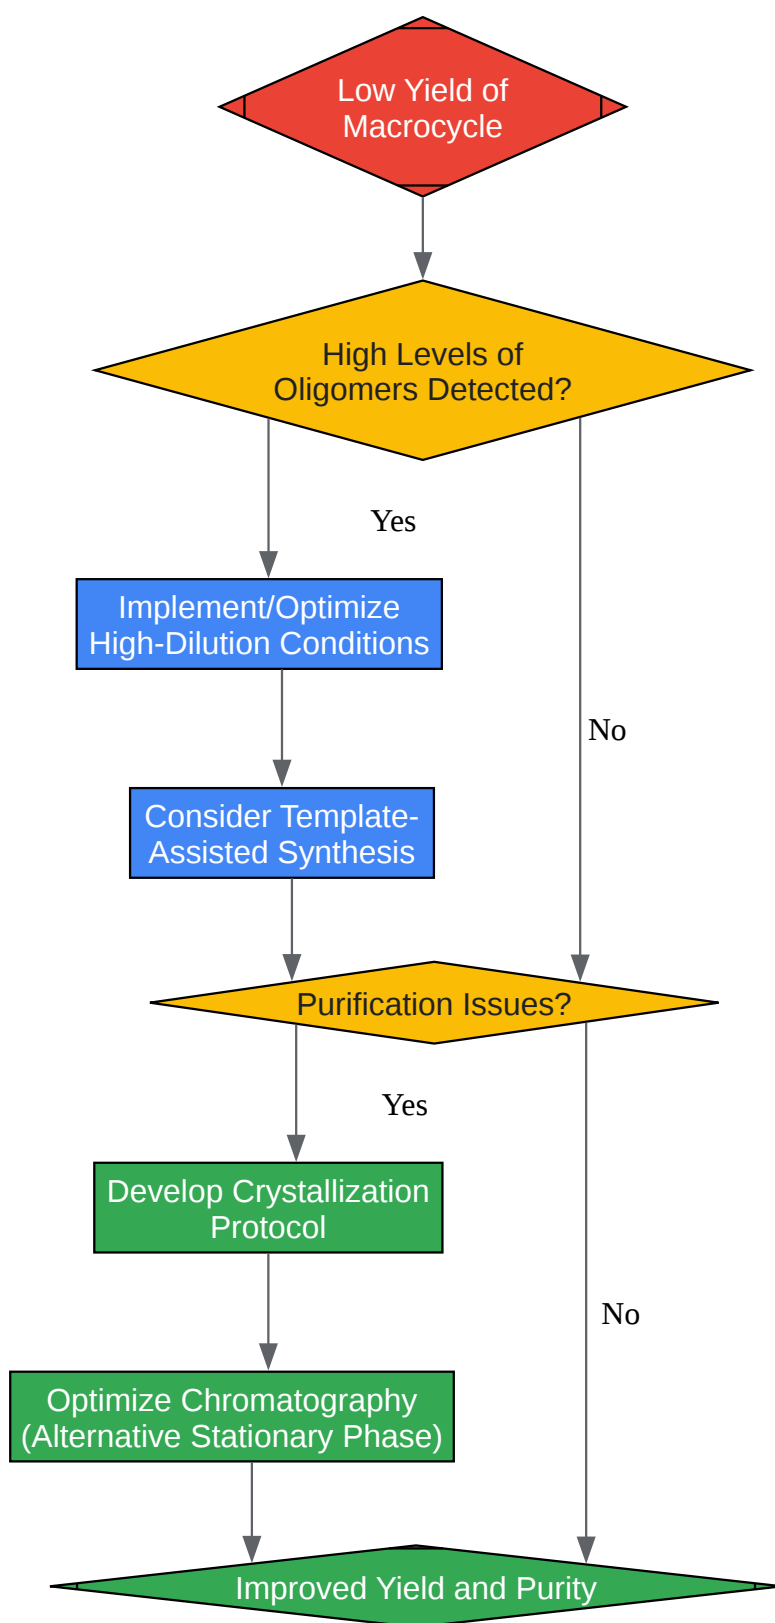 Low Yield of
Macrocycle
High Levels of
Oligomers Detected?
Yes
Implement/Optimize
High-Dilution Conditions
No
Consider Template-
Assisted Synthesis
Purification Issues?
Yes
Develop Crystallization
Protocol
No
Optimize Chromatography
(Alternative Stationary Phase)
Improved Yield and Purity